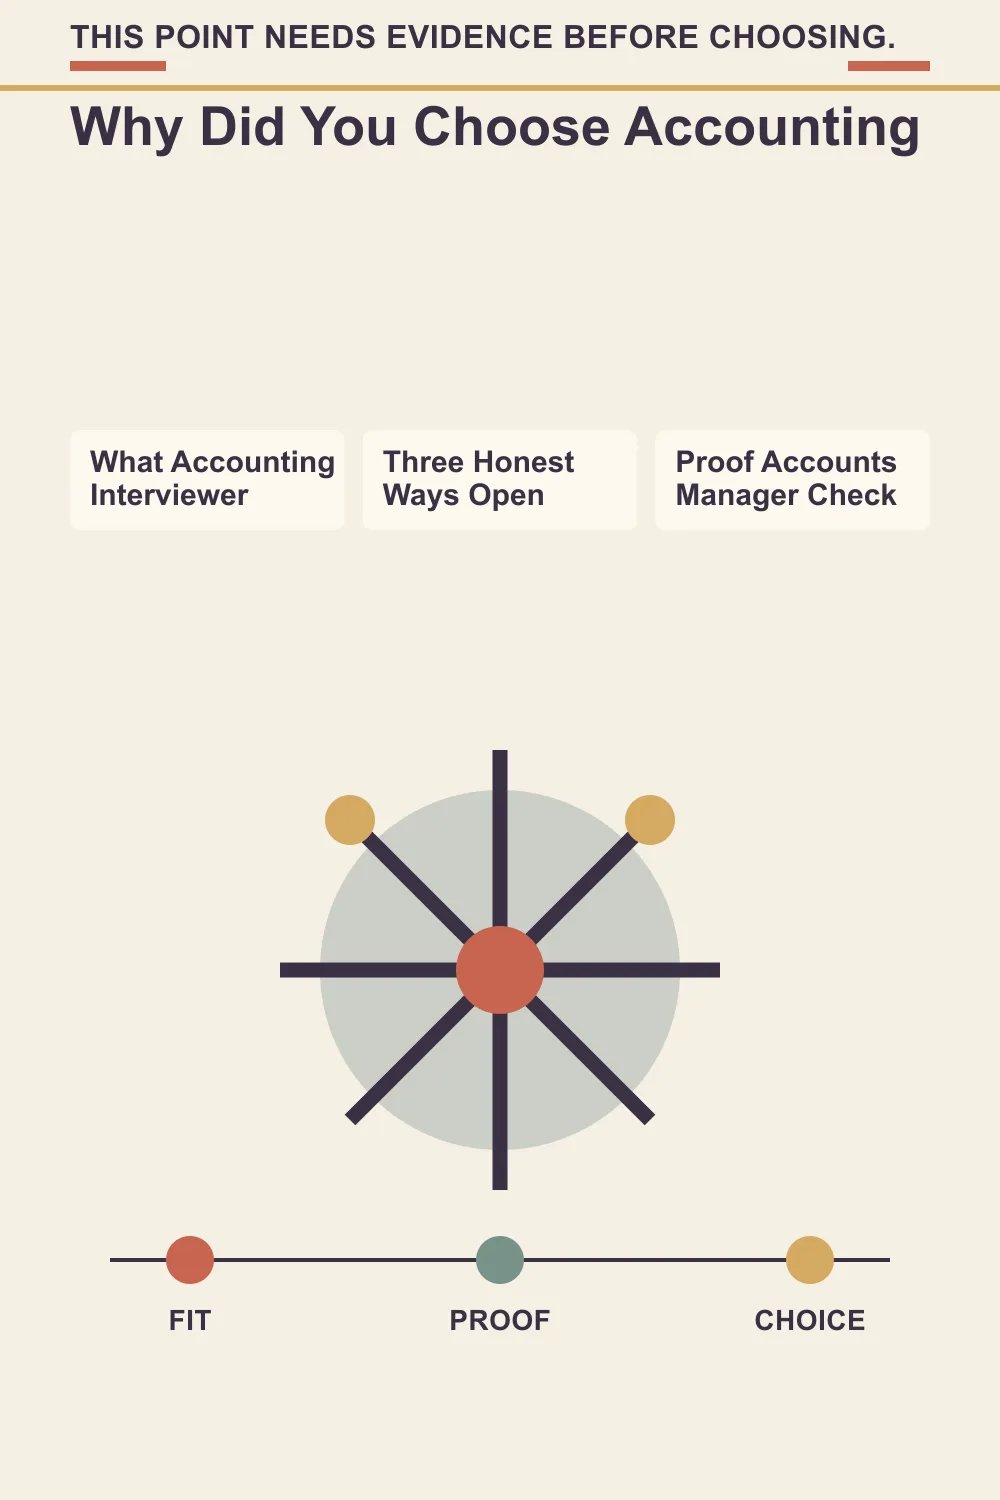 THIS POINT NEEDS EVIDENCE BEFORE CHOOSING.
Why Did You Choose Accounting
What Accounting
Interviewer
Three Honest
Ways Open
Proof Accounts
Manager Check
FIT
PROOF
CHOICE